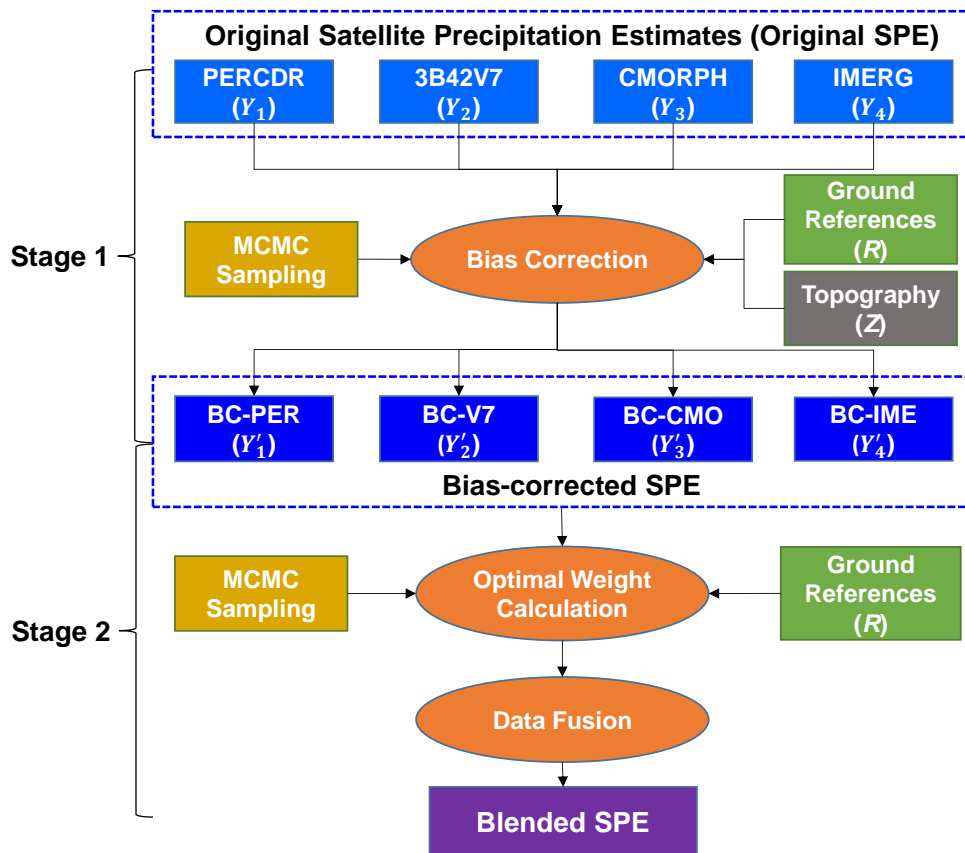 Original Satellite Precipitation Estimates (Original SPE)
PERCDR
(Y₁)
3B42V7
(Y₂)
CMORPH
(Y₃)
IMERG
(Y₄)
Stage 1
MCMC
Sampling
Bias Correction
Ground
References
(R)
Topography
(Z)
BC-PER
(Y′₁)
BC-V7
(Y′₂)
BC-CMO
(Y′₃)
BC-IME
(Y′₄)
Bias-corrected SPE
Stage 2
MCMC
Sampling
Optimal Weight
Calculation
Ground
References
(R)
Data Fusion
Blended SPE